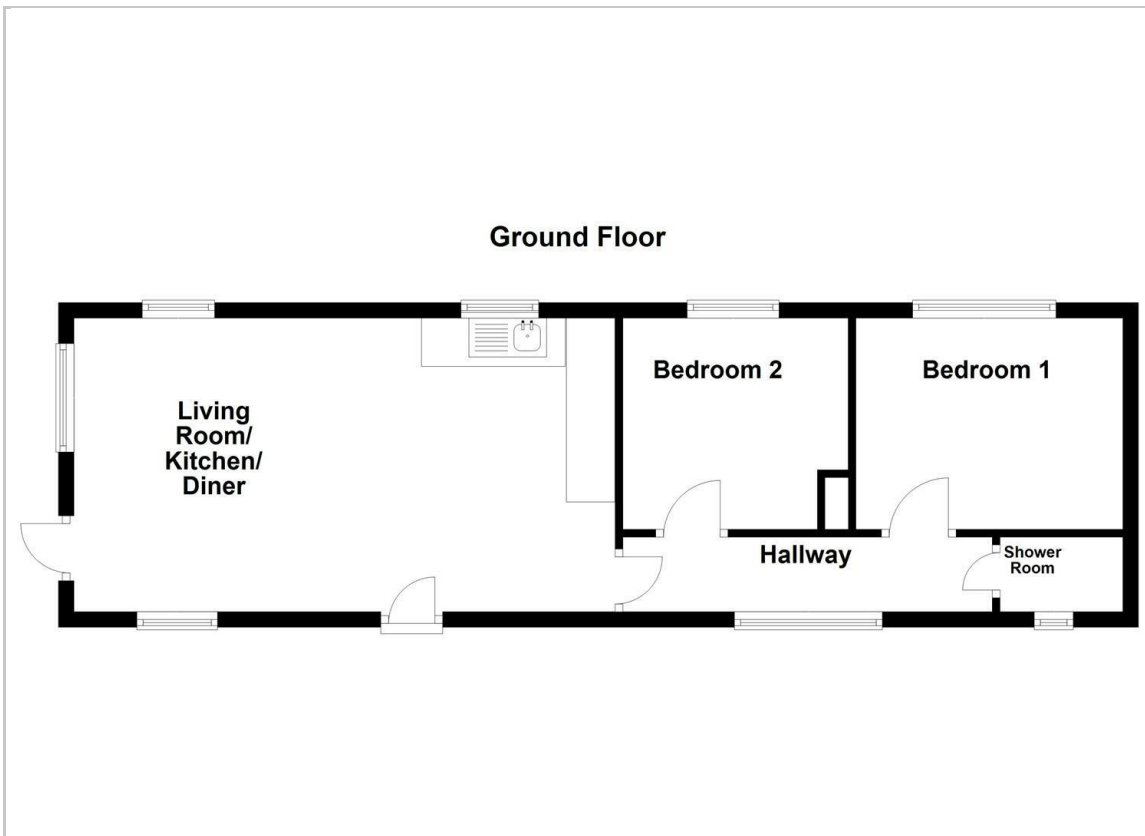 Ground Floor
Living
Room/
Kitchen/
Diner
Bedroom 2
Bedroom 1
Hallway
Shower
Room